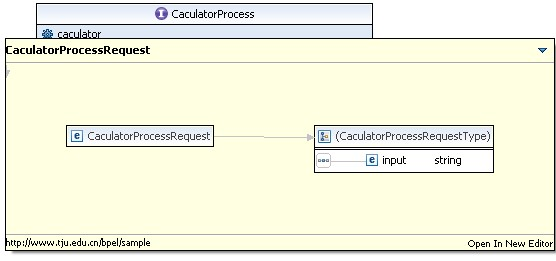 CaculatorProcess
caculator
CaculatorProcessRequest
CaculatorProcessRequest
(CaculatorProcessRequestType)
input string
http://www.tju.edu.cn/bpel/sample
Open In New Editor